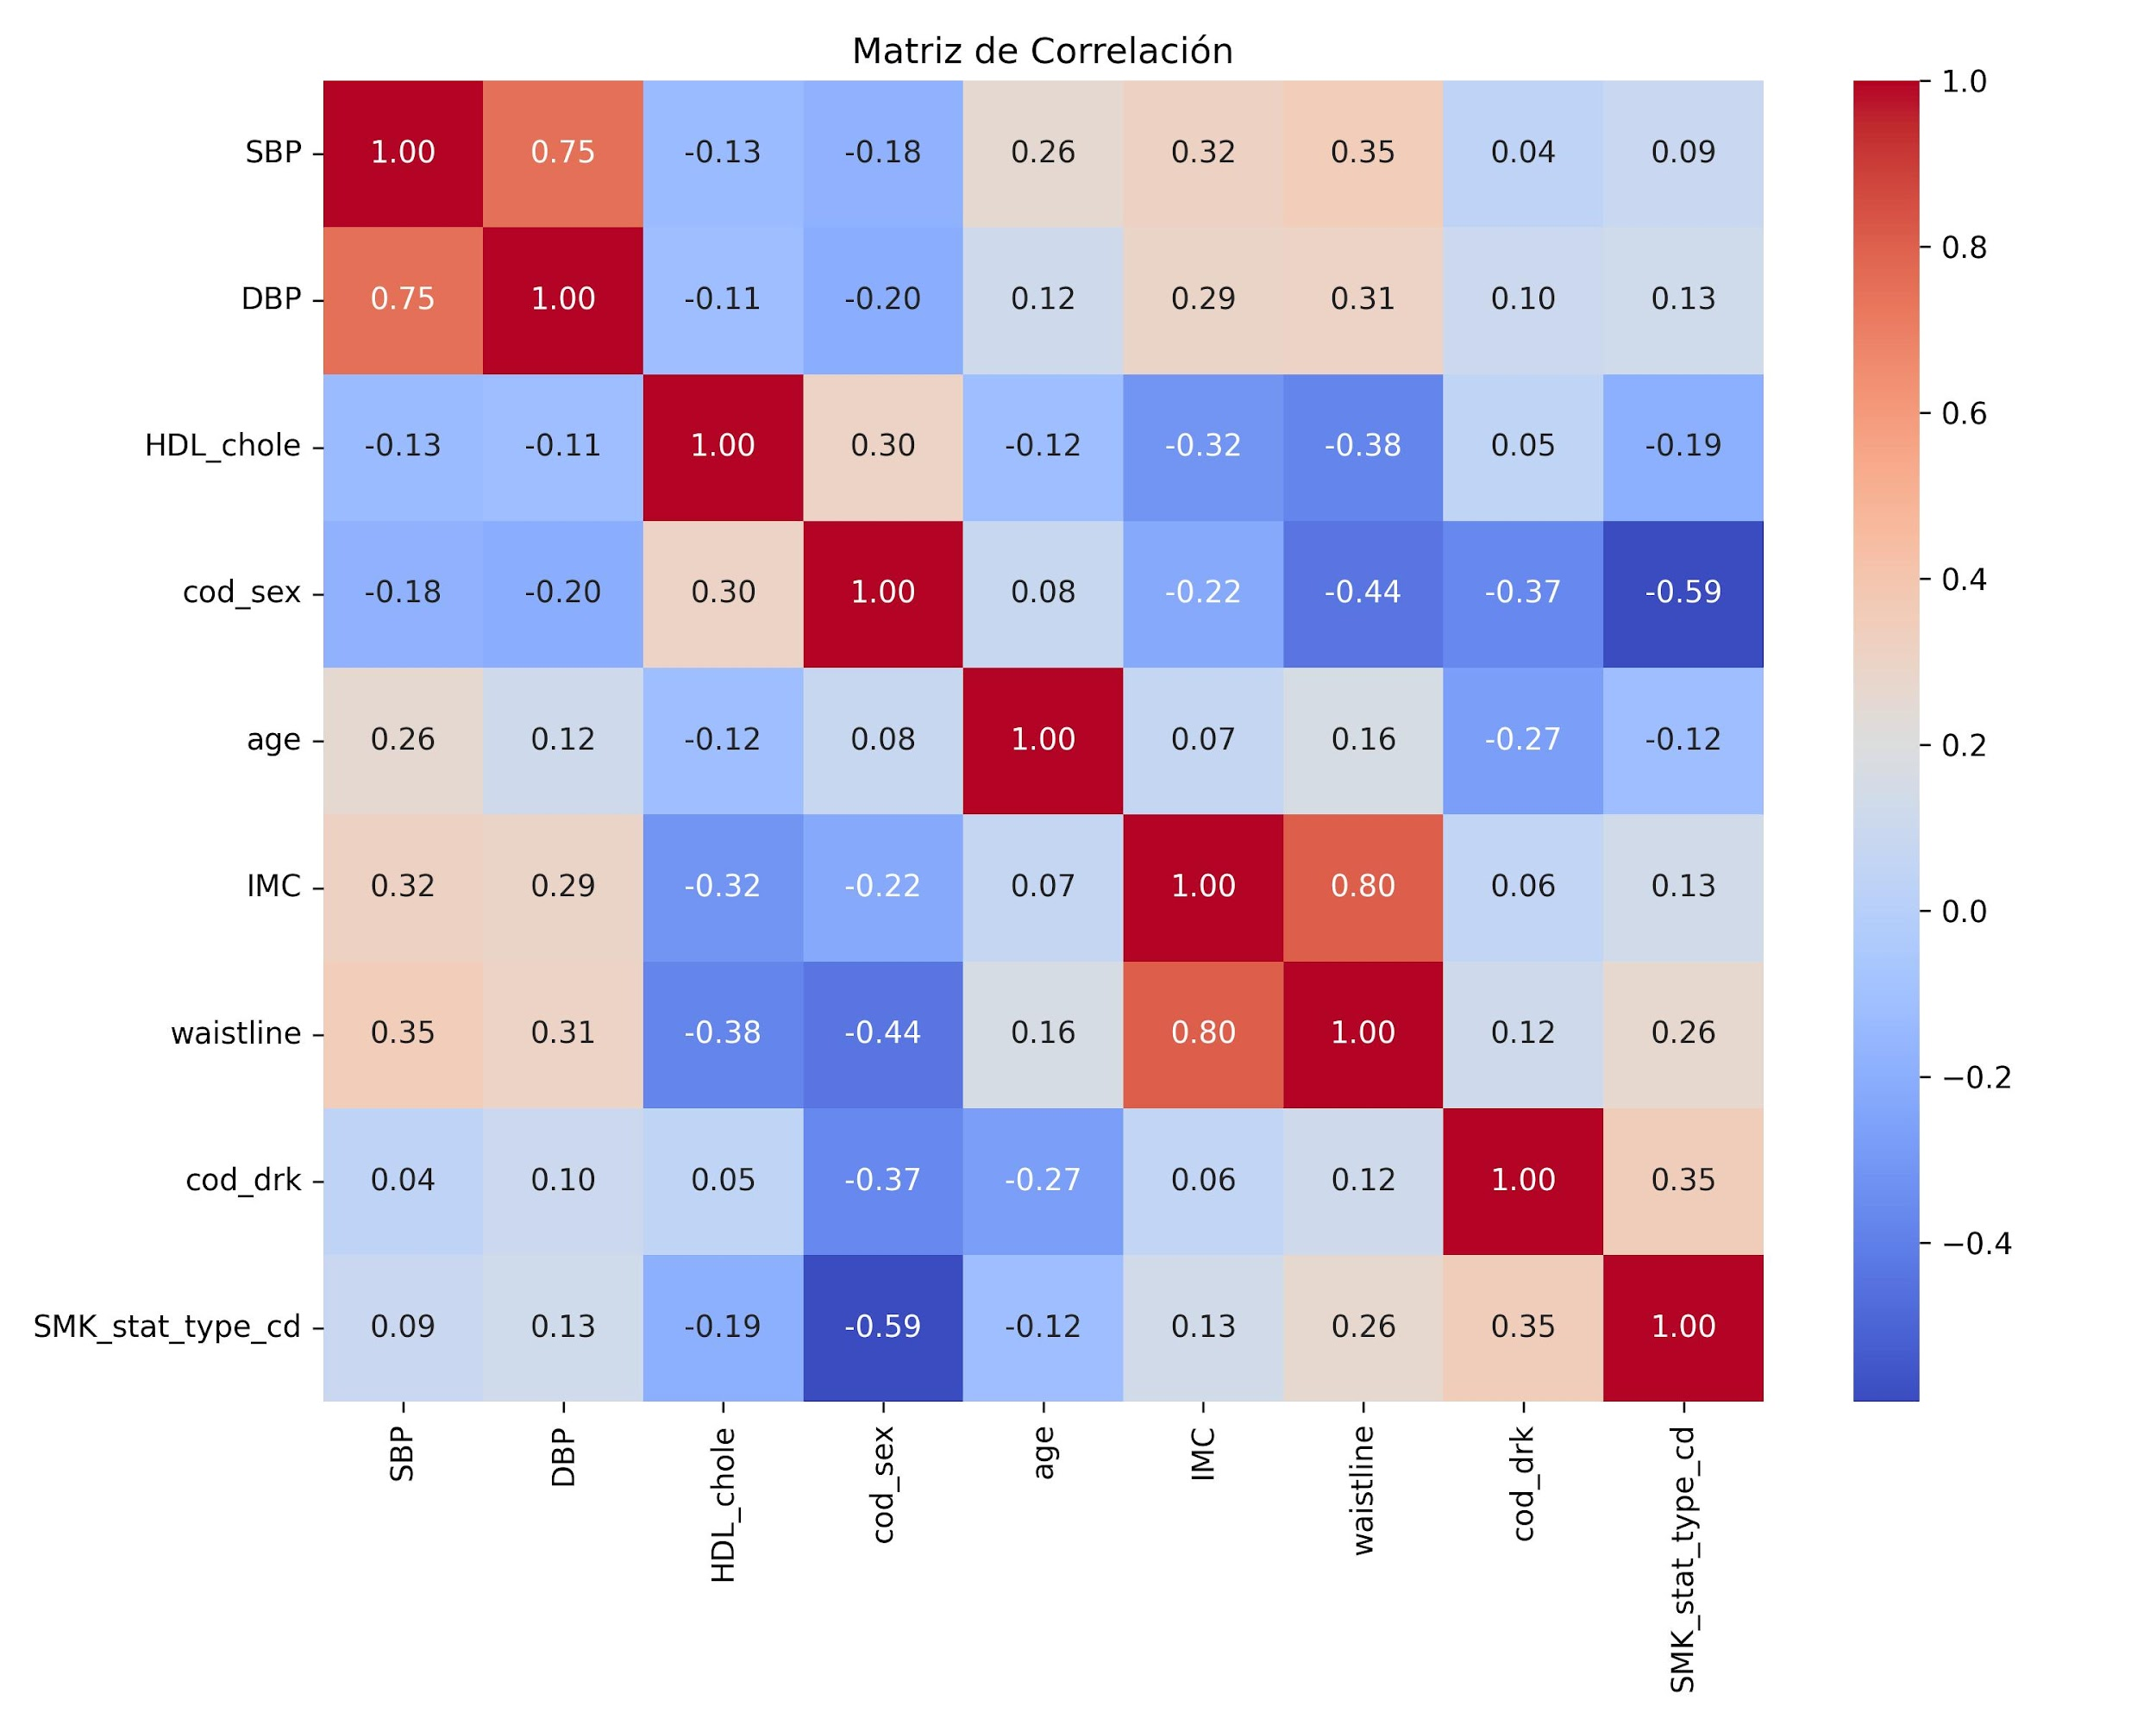 Matriz de Correlación
SBP 1.00 0.75 -0.13 -0.18 0.26 0.32 0.35 0.04 0.09
DBP 0.75 1.00 -0.11 -0.20 0.12 0.29 0.31 0.10 0.13
HDL_chole -0.13 -0.11 1.00 0.30 -0.12 -0.32 -0.38 0.05 -0.19
cod_sex -0.18 -0.20 0.30 1.00 0.08 -0.22 -0.44 -0.37 -0.59
age 0.26 0.12 -0.12 0.08 1.00 0.07 0.16 -0.27 -0.12
IMC 0.32 0.29 -0.32 -0.22 0.07 1.00 0.80 0.06 0.13
waistline 0.35 0.31 -0.38 -0.44 0.16 0.80 1.00 0.12 0.26
cod_drk 0.04 0.10 0.05 -0.37 -0.27 0.06 0.12 1.00 0.35
SMK_stat_type_cd 0.09 0.13 -0.19 -0.59 -0.12 0.13 0.26 0.35 1.00
SBP DBP HDL_chole cod_sex age IMC waistline cod_drk SMK_stat_type_cd
1.0
0.8
0.6
0.4
0.2
0.0
−0.2
−0.4